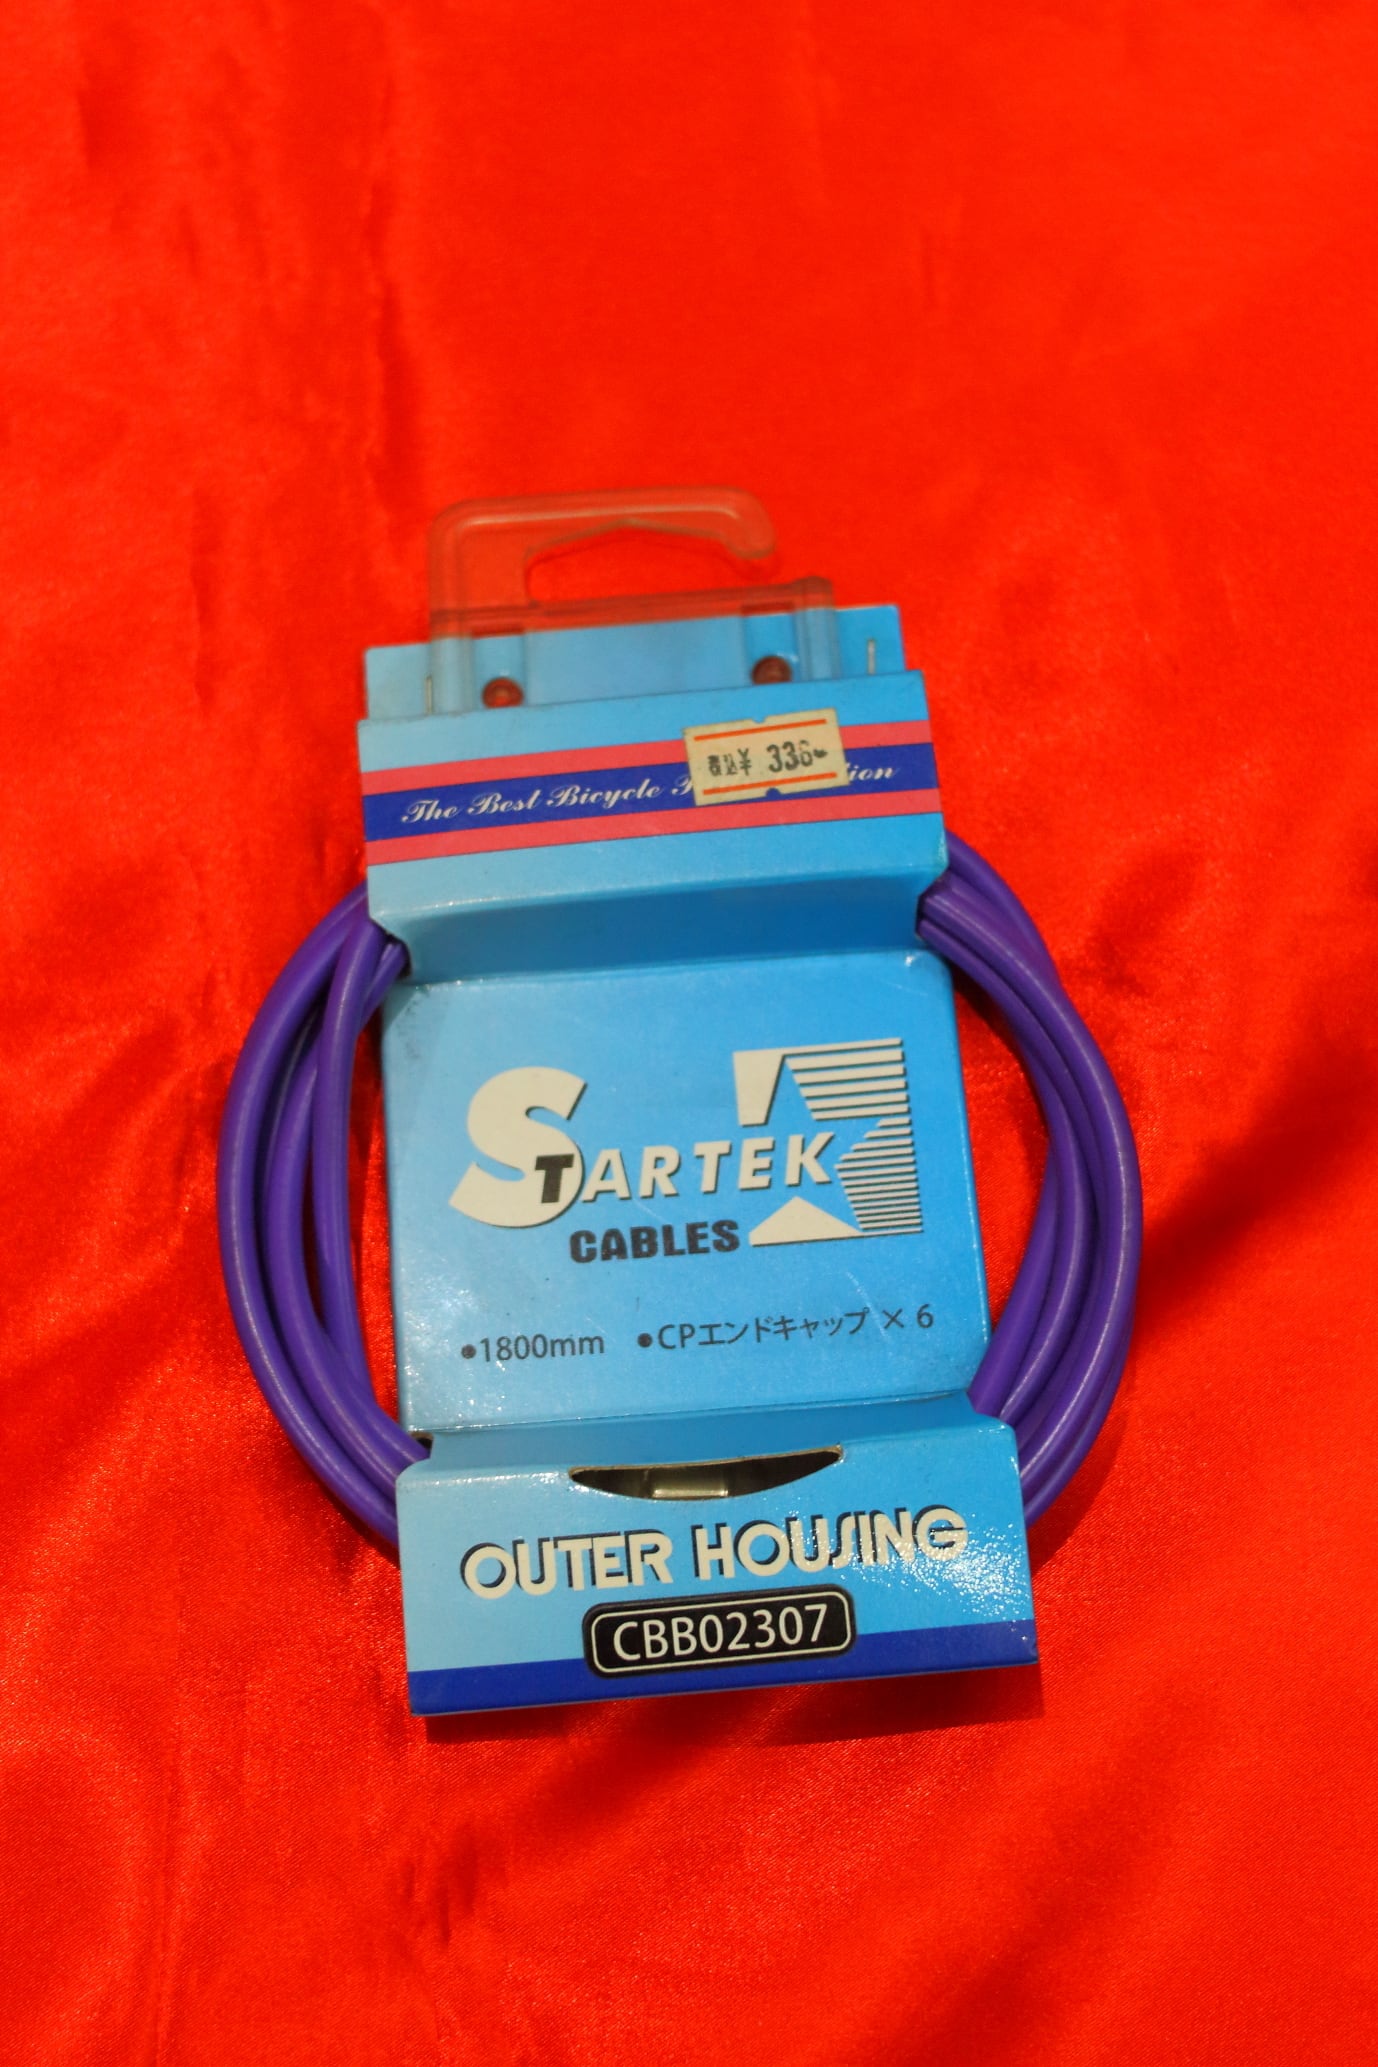 税込¥ 336-
The Best Bicycle
STARTEK
CABLES
•1800mm •CPエンドキャップ × 6
OUTER HOUSING
CBB02307